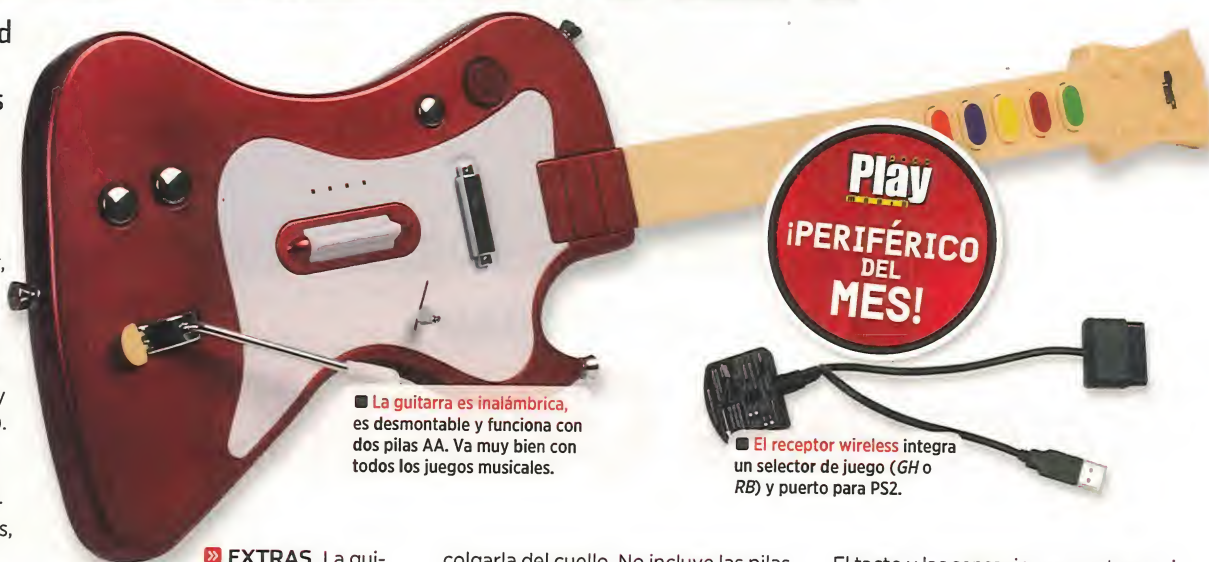 Play
manía
¡PERIFÉRICO
DEL
MES!
La guitarra es inalámbrica,
es desmontable y funciona con
dos pilas AA. Va muy bien con
todos los juegos musicales.
El receptor wireless integra
un selector de juego (GH o
RB) y puerto para PS2.
EXTRAS La gui-
colgarla del cuello. No incluye las pilas